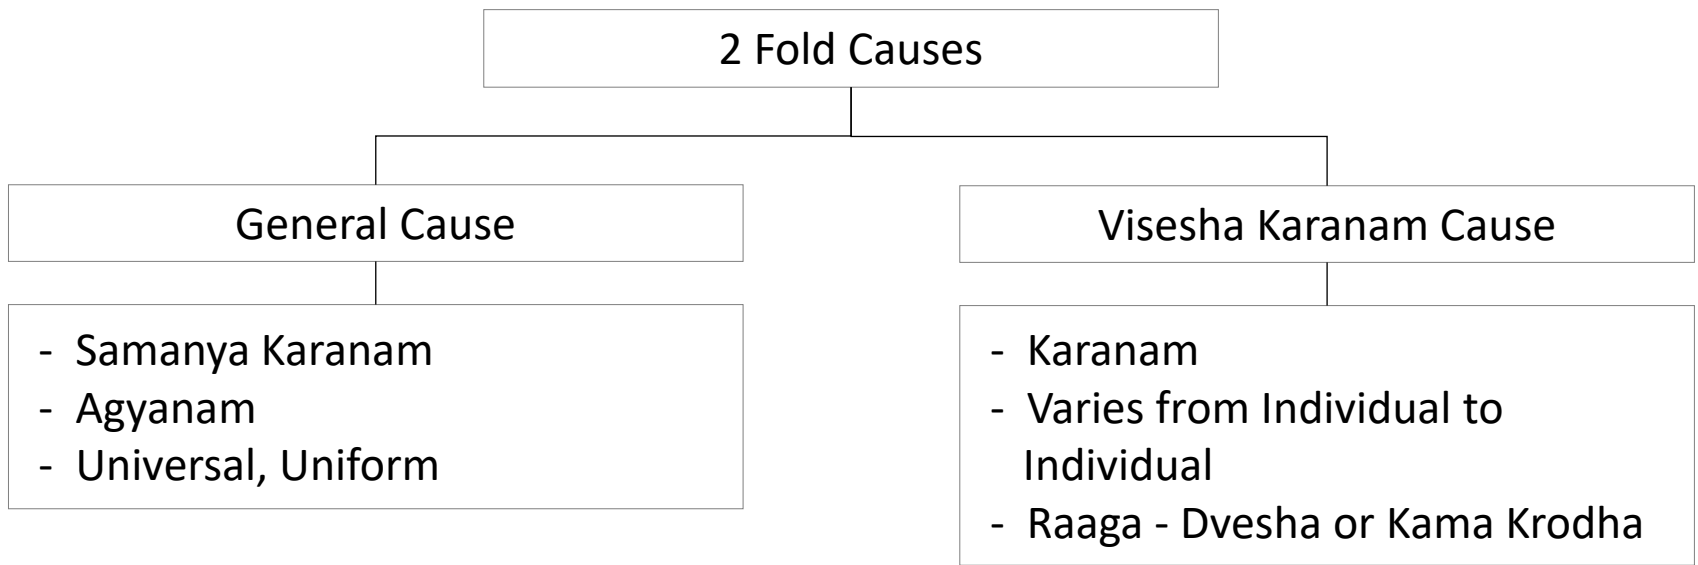 2 Fold Causes
General Cause
- Samanya Karanam
- Agyanam
- Universal, Uniform
Visesha Karanam Cause
- Karanam
- Varies from Individual to
Individual
- Raaga - Dvesha or Kama Krodha